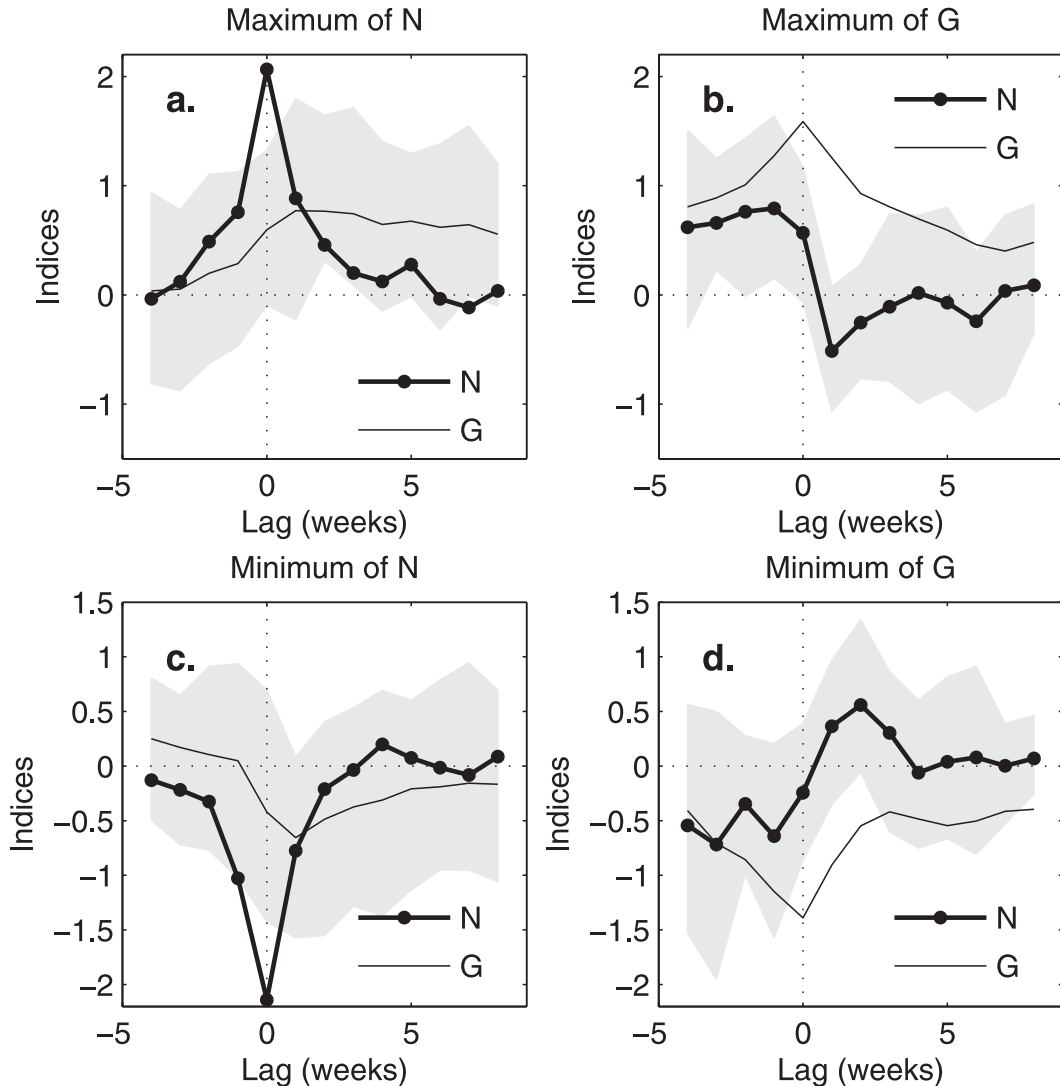 Maximum of N
a.
Indices
2
1
0
−1
N
G
−5
0
5
Lag (weeks)
Maximum of G
b.
Indices
2
1
0
−1
N
G
−5
0
5
Lag (weeks)
Minimum of N
c.
Indices
1.5
1
0.5
0
−0.5
−1
−1.5
−2
N
G
−5
0
5
Lag (weeks)
Minimum of G
d.
Indices
1.5
1
0.5
0
−0.5
−1
−1.5
−2
N
G
−5
0
5
Lag (weeks)